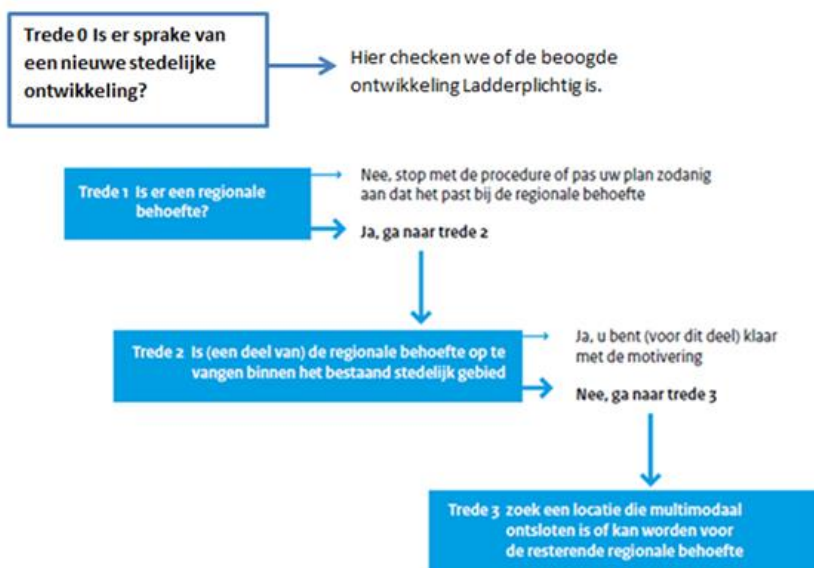 Trede 0 Is er sprake van
een nieuwe stedelijke
ontwikkeling?
Hier checken we of de beoogde
ontwikkeling Ladderplichtig is.
Trede 1 Is er een regionale
behoefte?
Nee, stop met de procedure of pas uw plan zodanig
aan dat het past bij de regionale behoefte
Ja, ga naar trede 2
Trede 2 Is (een deel van) de regionale behoefte op te
vangen binnen het bestaand stedelijk gebied
Ja, u bent (voor dit deel) klaar
met de motivering
Nee, ga naar trede 3
Trede 3 zoek een locatie die multimodaal
ontsloten is of kan worden voor
de resterende regionale behoefte